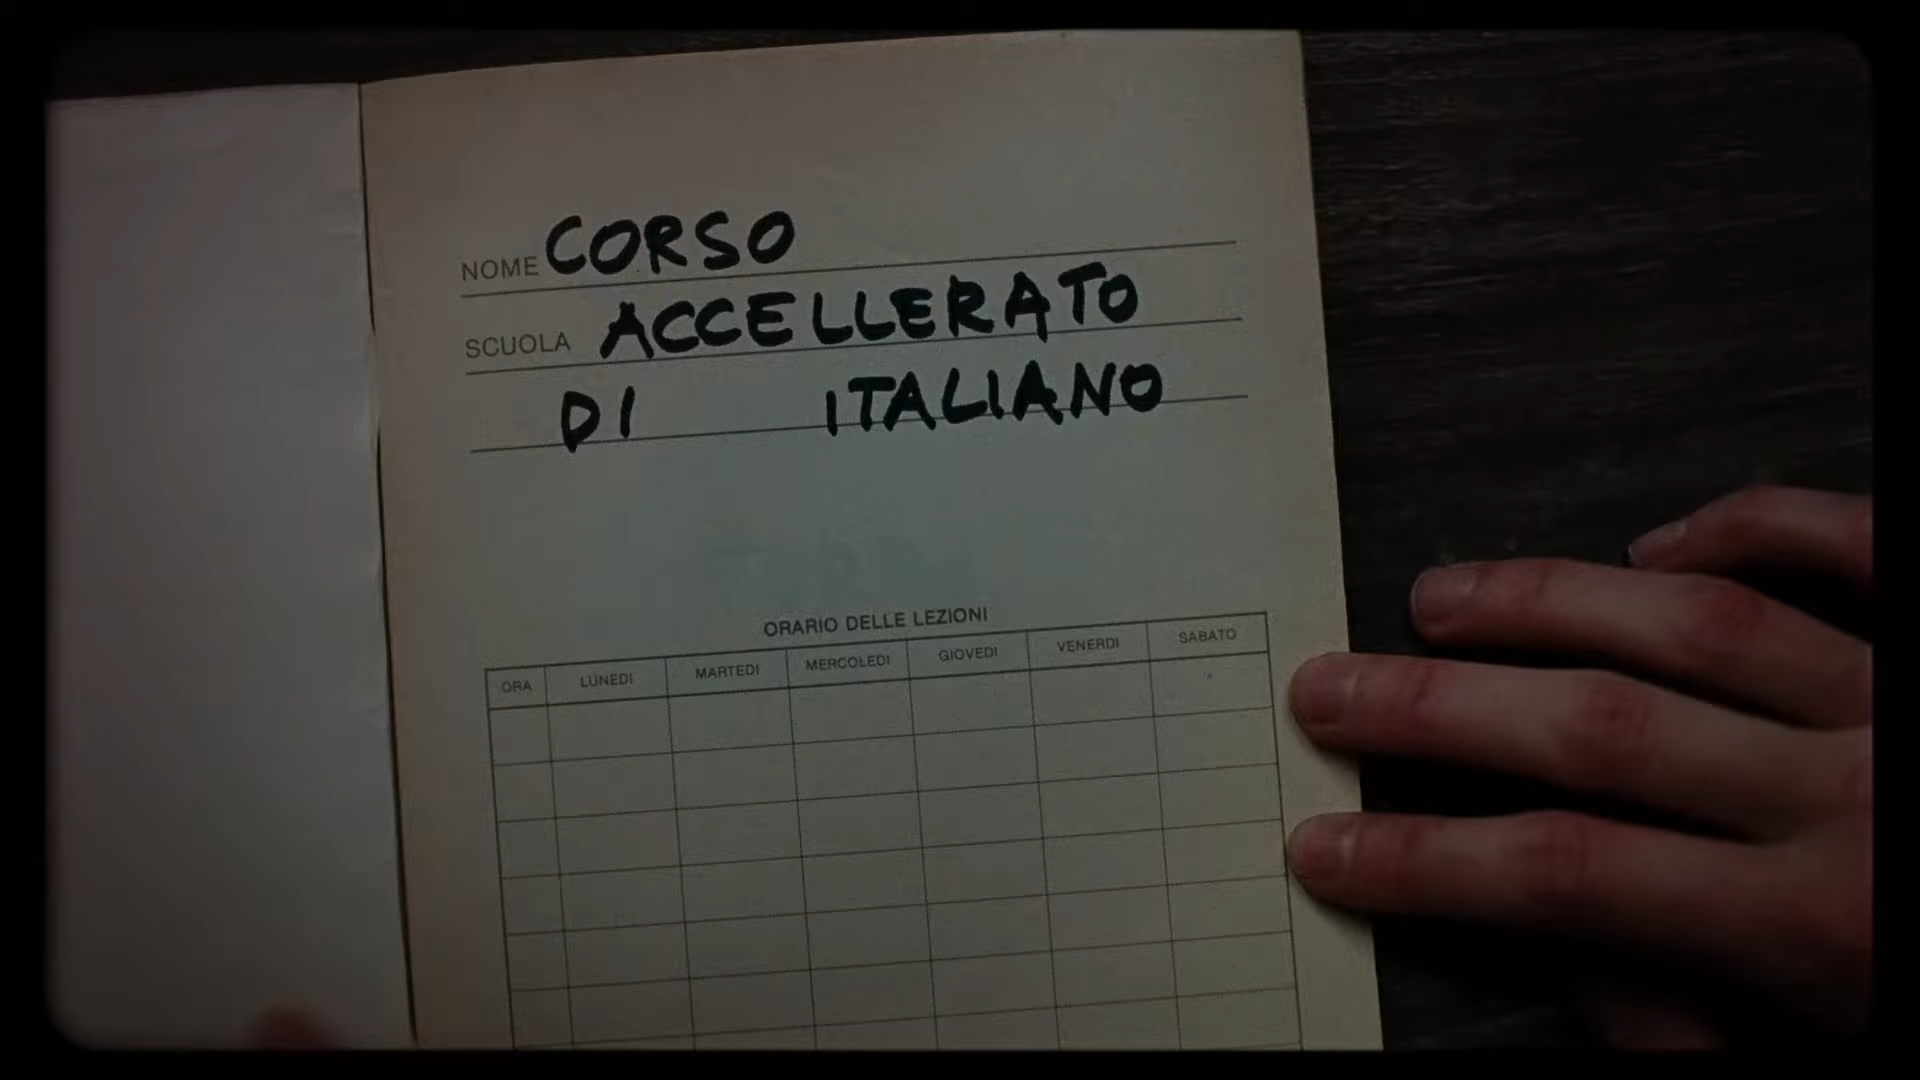 NOME CORSO
SCUOLA ACCELLERATO
DI ITALIANO
ORARIO DELLE LEZIONI
ORA LUNEDI MARTEDI MERCOLEDI GIOVEDI VENERDI SABATO